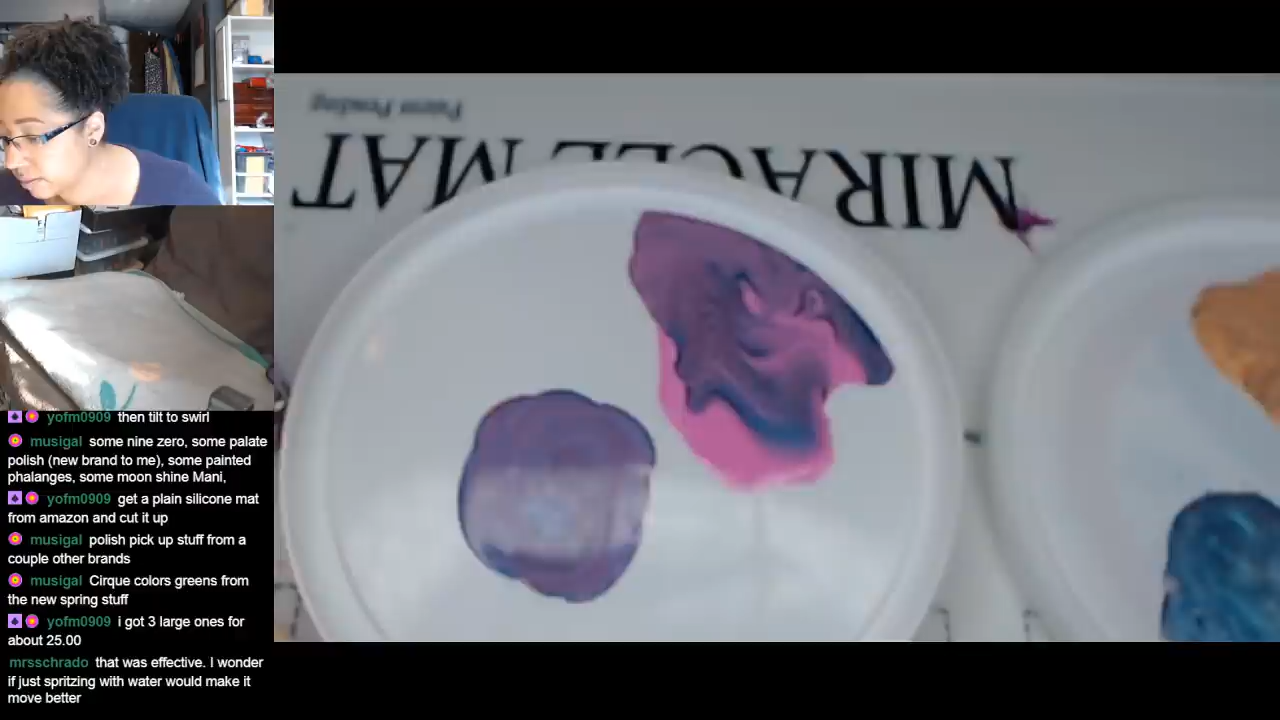 Patent Pending
MIRACLE MAT
yofm0909 then tilt to swirl
musigal some nine zero, some palate
polish (new brand to me), some painted
phalanges, some moon shine Mani,
yofm0909 get a plain silicone mat
from amazon and cut it up
musigal polish pick up stuff from a
couple other brands
musigal Cirque colors greens from
the new spring stuff
yofm0909 i got 3 large ones for
about 25.00
mrsschrado that was effective. I wonder
if just spritzing with water would make it
move better